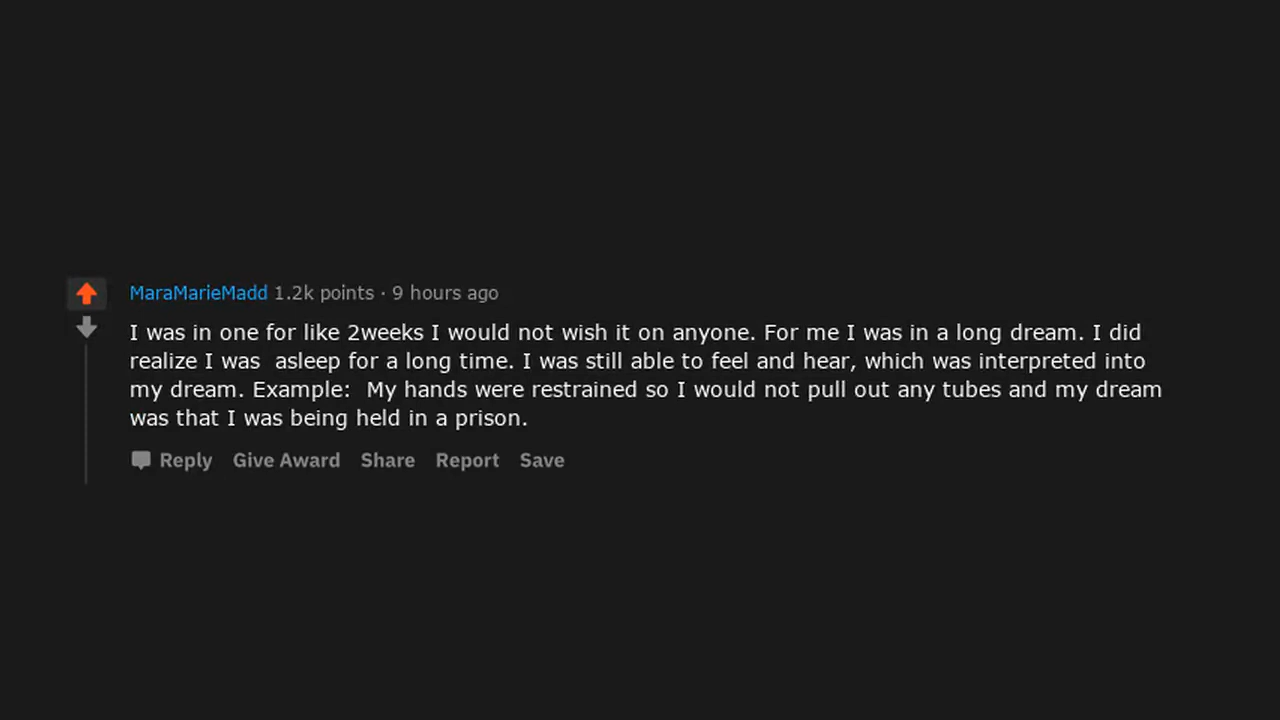 MaraMarieMadd 1.2k points · 9 hours ago
I was in one for like 2weeks I would not wish it on anyone. For me I was in a long dream. I did
realize I was  asleep for a long time. I was still able to feel and hear, which was interpreted into
my dream. Example:  My hands were restrained so I would not pull out any tubes and my dream
was that I was being held in a prison.
Reply Give Award Share Report Save